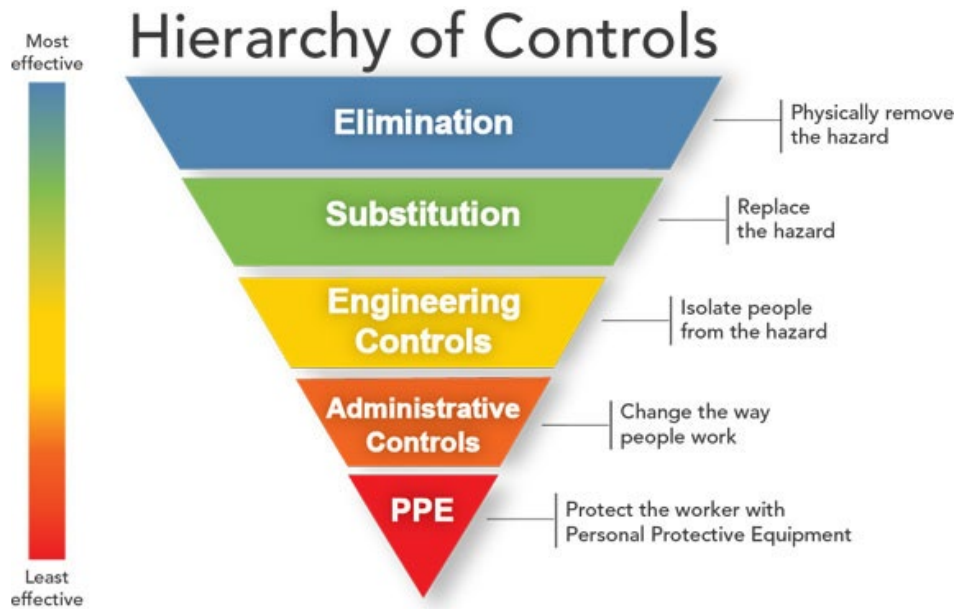 Hierarchy of Controls
Most
effective
Elimination
Physically remove
the hazard
Substitution
Replace
the hazard
Engineering
Controls
Isolate people
from the hazard
Administrative
Controls
Change the way
people work
PPE
Protect the worker with
Personal Protective Equipment
Least
effective